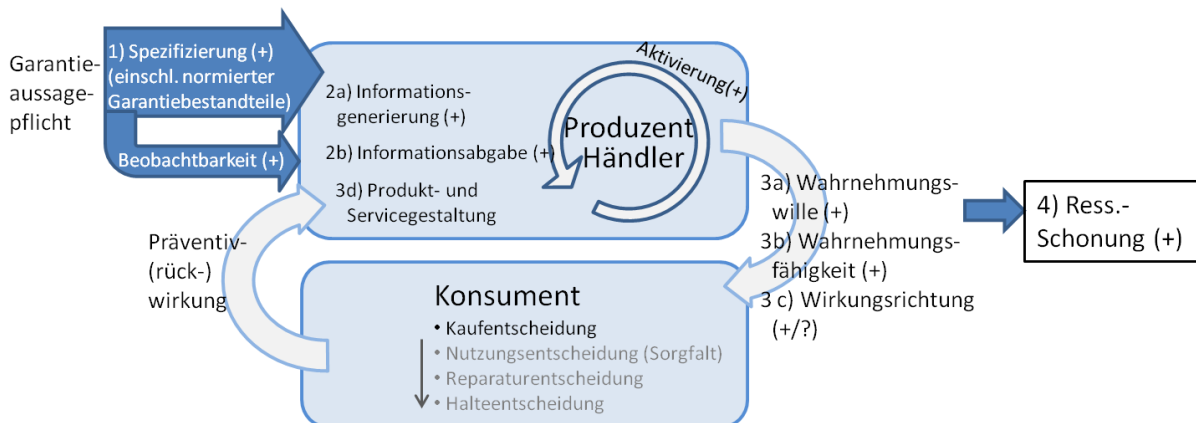 Garantie-
aussage-
pflicht
1) Spezifizierung (+)
(einschl. normierter
Garantiebestandteile)
Beobachtbarkeit (+)
2a) Informations-
generierung (+)
2b) Informationsabgabe (+)
3d) Produkt- und
Servicegestaltung
Aktivierung(+)
Produzent
Händler
3a) Wahrnehmungs-
wille (+)
3b) Wahrnehmungs-
fähigkeit (+)
3 c) Wirkungsrichtung
(+/?)
4) Ress.-
Schonung (+)
Präventiv-
(rück-)
wirkung
Konsument
• Kaufentscheidung
• Nutzungsentscheidung (Sorgfalt)
• Reparaturentscheidung
• Halteentscheidung